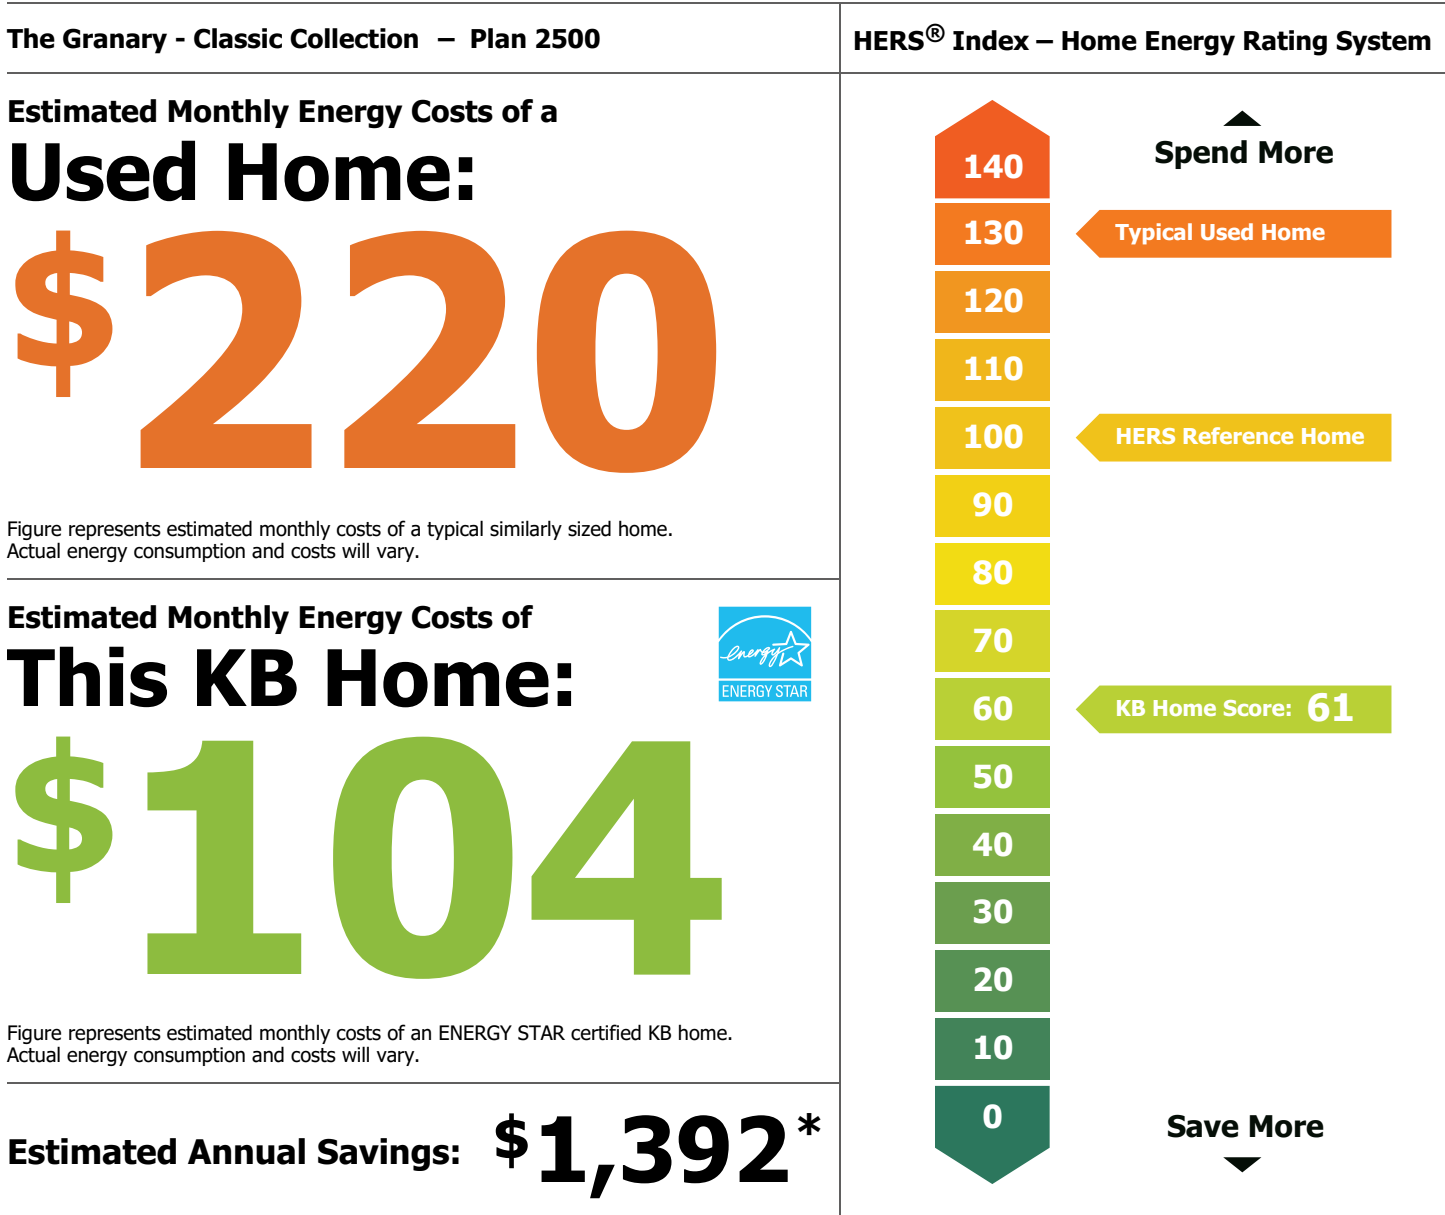 The Granary - Classic Collection – Plan 2500
Estimated Monthly Energy Costs of a
Used Home:
$220
Figure represents estimated monthly costs of a typical similarly sized home.
Actual energy consumption and costs will vary.
Estimated Monthly Energy Costs of
This KB Home:
energy
ENERGY STAR
$104
Figure represents estimated monthly costs of an ENERGY STAR certified KB home.
Actual energy consumption and costs will vary.
Estimated Annual Savings: $1,392*
HERS® Index – Home Energy Rating System
Spend More
140
130 Typical Used Home
120
110
100 HERS Reference Home
90
80
70
60 KB Home Score: 61
50
40
30
20
10
0
Save More